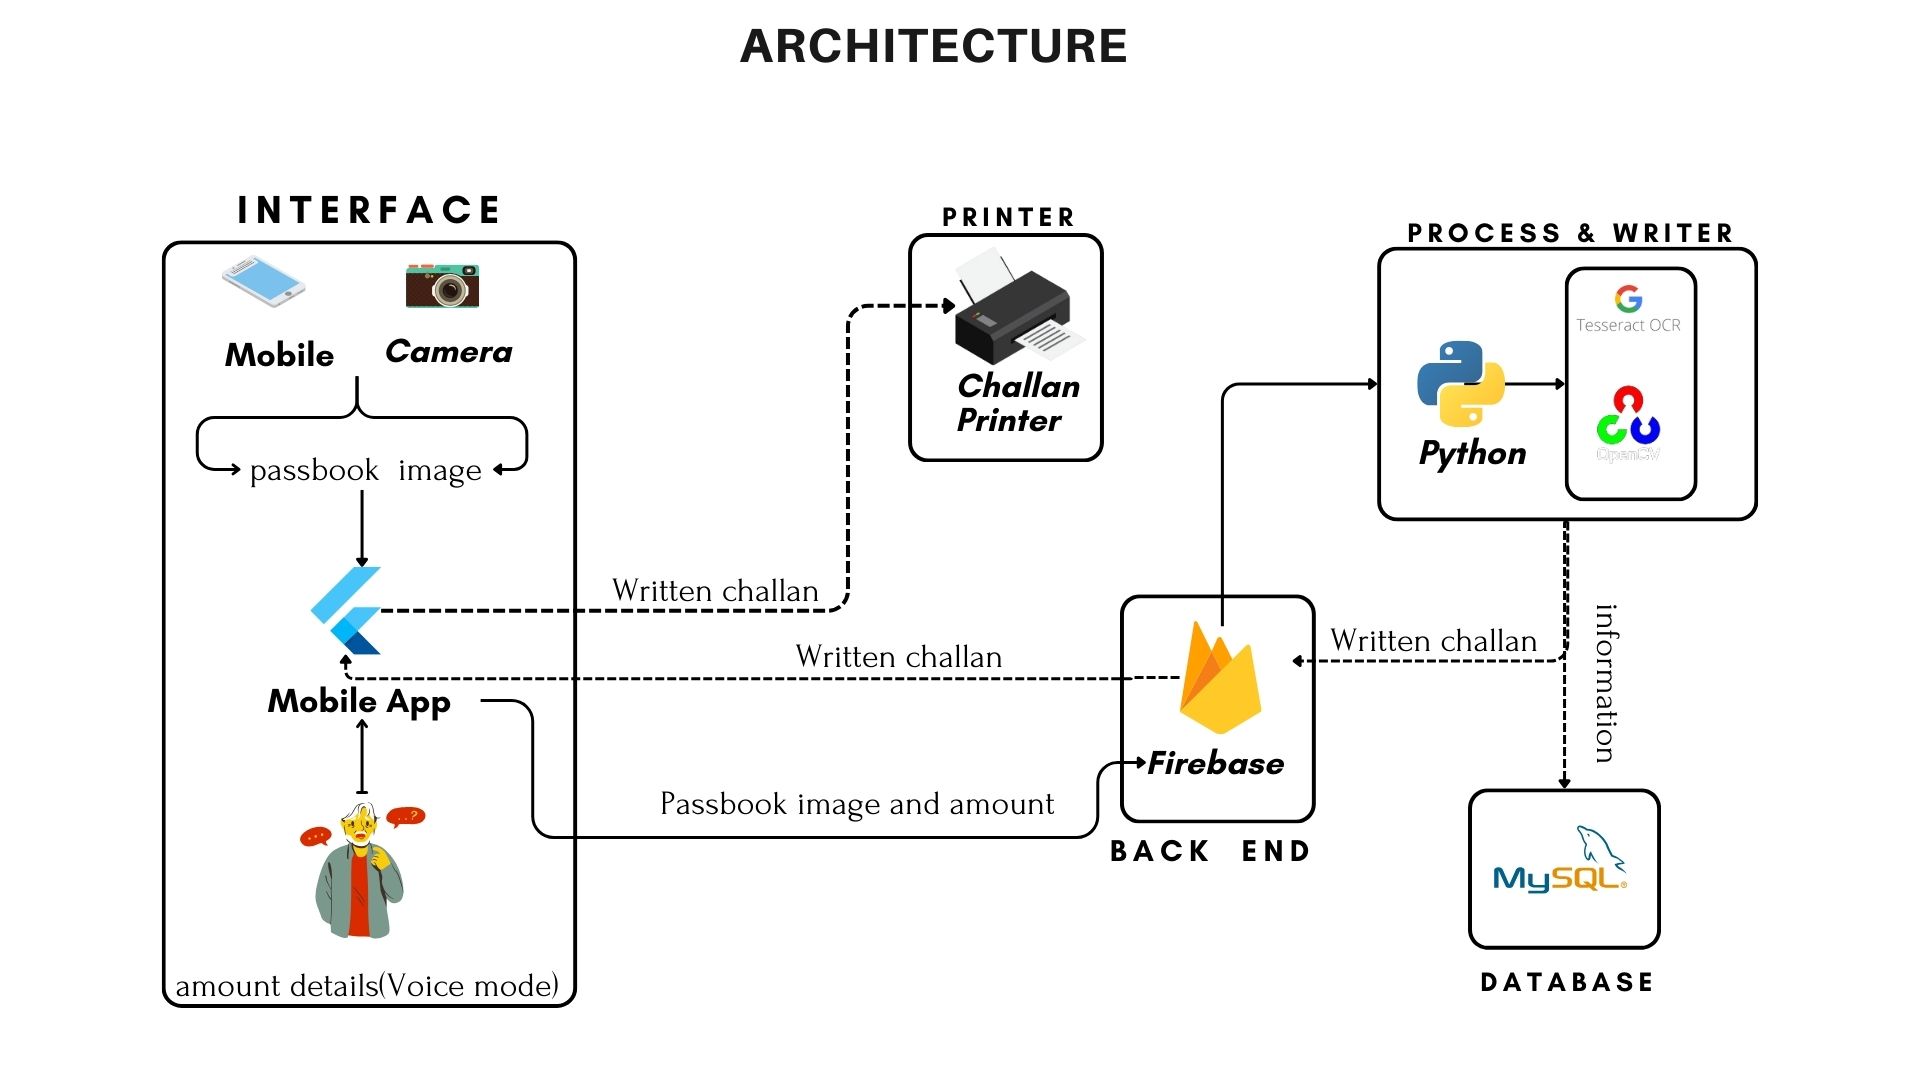 ARCHITECTURE
INTERFACE
Mobile
Camera
passbook image
Mobile App
amount details(Voice mode)
Written challan
Written challan
Passbook image and amount
PRINTER
Challan
Printer
Firebase
BACK END
PROCESS & WRITER
Python
Tesseract OCR
OpenCV
Written challan
information
MySQL®
DATABASE